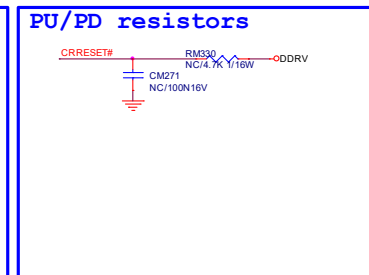 PU/PD resistors
CRRESET#
RM330
NC/4.7K 1/16W
DDRV
CM271
NC/100N16V